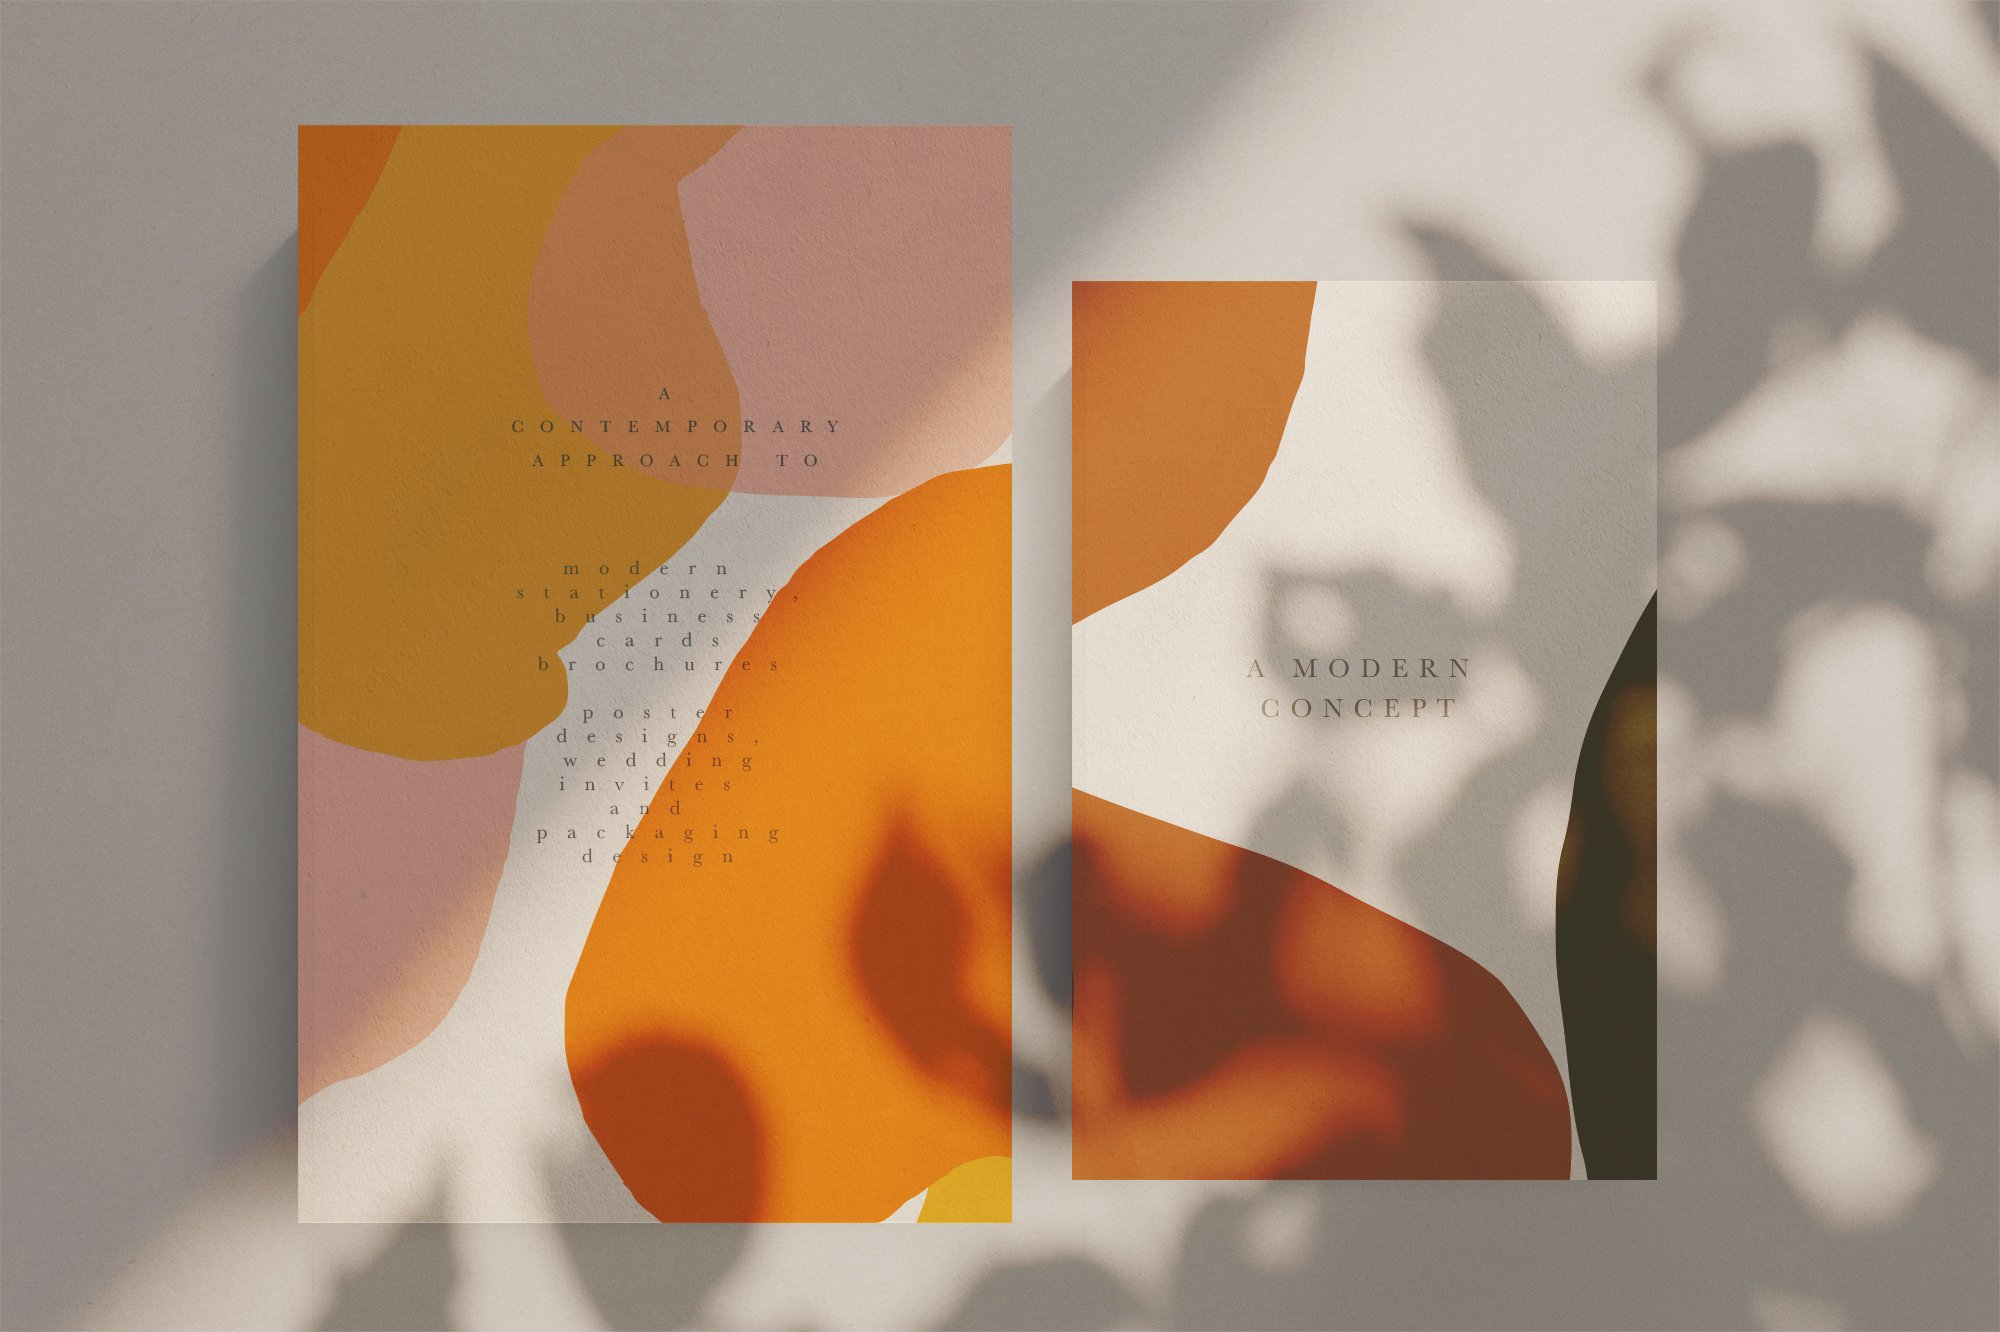 A
CONTEMPORARY
APPROACH TO
modern
stationery,
business
cards
brochures
poster
designs,
wedding
invites
and
packaging
design
A MODERN
CONCEPT